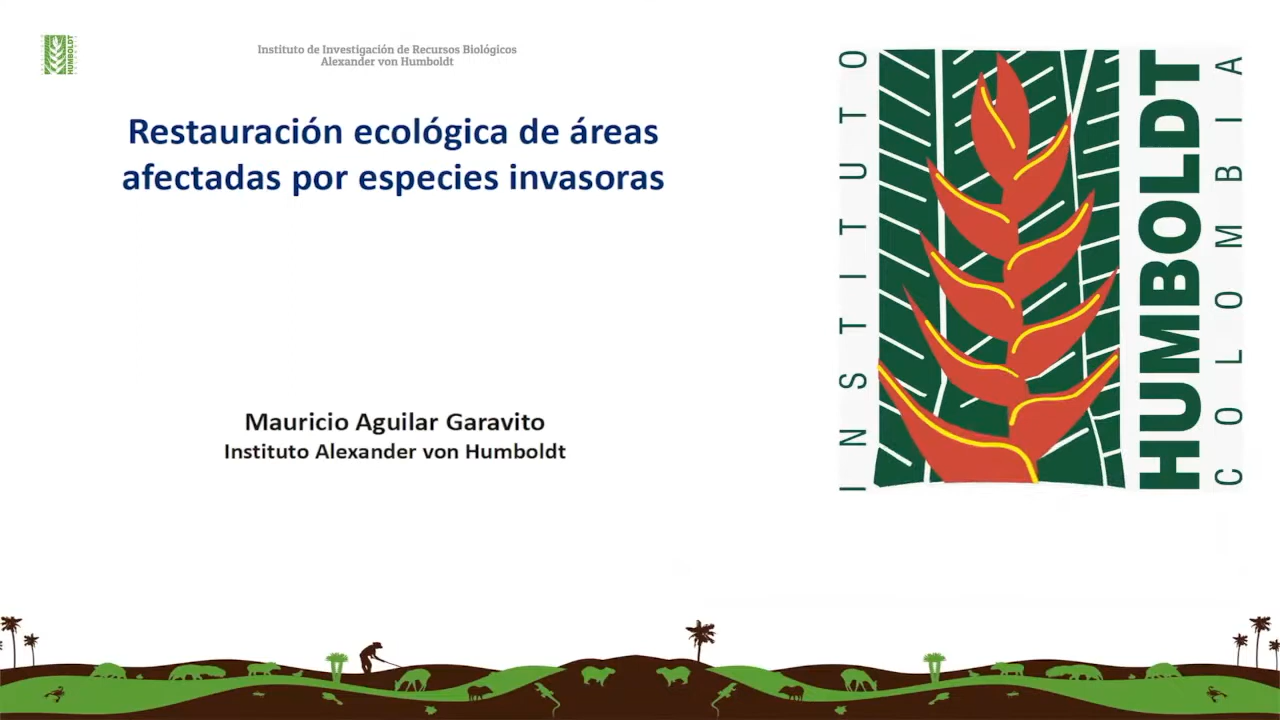 HUMBOLDT
Instituto de Investigación de Recursos Biológicos
Alexander von Humboldt
Restauración ecológica de áreas
afectadas por especies invasoras
Mauricio Aguilar Garavito
Instituto Alexander von Humboldt
INSTITUTO
HUMBOLDT
COLOMBIA